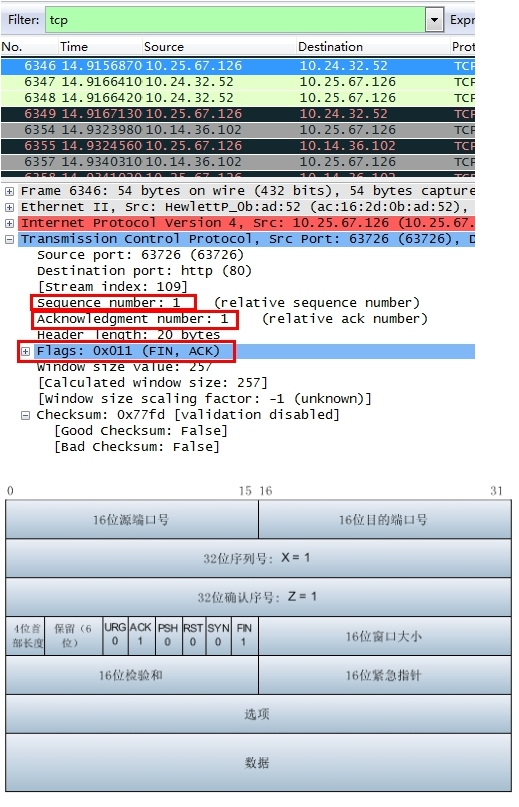 Filter: tcp Expre
No. Time Source Destination Prot
6346 14.9156870 10.25.67.126 10.24.32.52 TCP
6347 14.9166410 10.24.32.52 10.25.67.126 TCP
6348 14.9166420 10.24.32.52 10.25.67.126 TCP
6349 14.9167130 10.25.67.126 10.24.32.52 TCP
6354 14.9323980 10.14.36.102 10.25.67.126 TCP
6355 14.9324560 10.25.67.126 10.14.36.102 TCP
6357 14.9340310 10.14.36.102 10.25.67.126 TCP
Frame 6346: 54 bytes on wire (432 bits), 54 bytes capture
Ethernet II, Src: HewlettP_0b:ad:52 (ac:16:2d:0b:ad:52),
Internet Protocol Version 4, Src: 10.25.67.126 (10.25.67.
Transmission Control Protocol, Src Port: 63726 (63726), D
Source port: 63726 (63726)
Destination port: http (80)
[Stream index: 109]
Sequence number: 1 (relative sequence number)
Acknowledgment number: 1 (relative ack number)
Header length: 20 bytes
Flags: 0x011 (FIN, ACK)
Window size value: 257
[Calculated window size: 257]
[Window size scaling factor: -1 (unknown)]
Checksum: 0x77fd [validation disabled]
[Good Checksum: False]
[Bad Checksum: False]
0 15 16 31
16位源端口号 16位目的端口号
32位序列号: X = 1
32位确认序号: Z = 1
4位首部长度 保留（6位） URG 0 ACK 1 PSH 0 RST 0 SYN 0 FIN 1 16位窗口大小
16位检验和 16位紧急指针
选项
数据